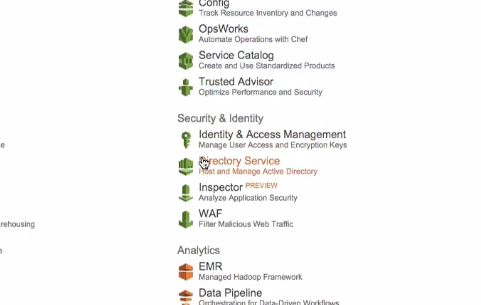 Config
Track Resource Inventory and Changes
OpsWorks
Automate Operations with Chef
Service Catalog
Create and Use Standardized Products
Trusted Advisor
Optimize Performance and Security
Security & Identity
Identity & Access Management
Manage User Access and Encryption Keys
Directory Service
Host and Manage Active Directory
Inspector PREVIEW
Analyze Application Security
WAF
Filter Malicious Web Traffic
Analytics
EMR
Managed Hadoop Framework
Data Pipeline
Orchestration for Data-Driven Workflows